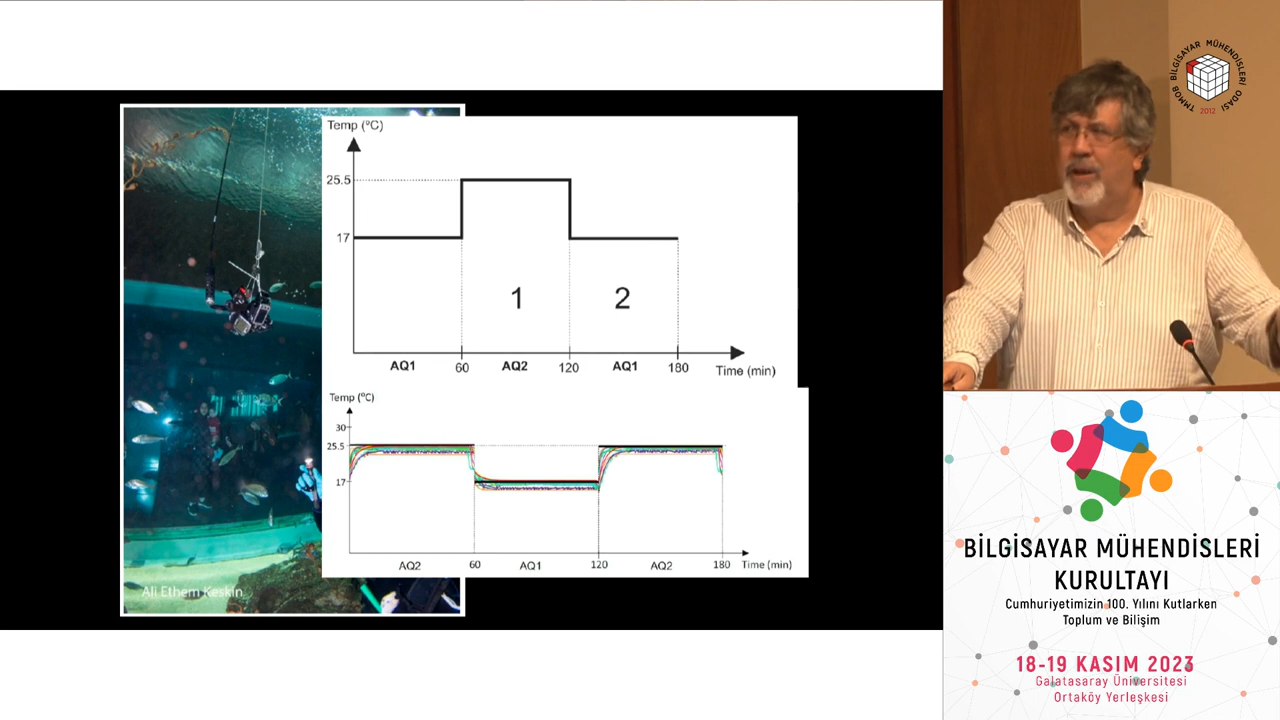 Temp (ºC)
25.5
17
1
2
AQ1
60
AQ2
120
AQ1
180
Time (min)
Temp (ºC)
30
25.5
17
AQ2
60
AQ1
120
AQ2
180
Time (min)
Ali Ethem Keskin
TMMOB BİLGİSAYAR MÜHENDİSLERİ ODASI
2012
BİLGİSAYAR MÜHENDİSLERİ
KURULTAYI
Cumhuriyetimizin 100. Yılını Kutlarken
Toplum ve Bilişim
18-19 KASIM 2023
Galatasaray Üniversitesi
Ortaköy Yerleşkesi